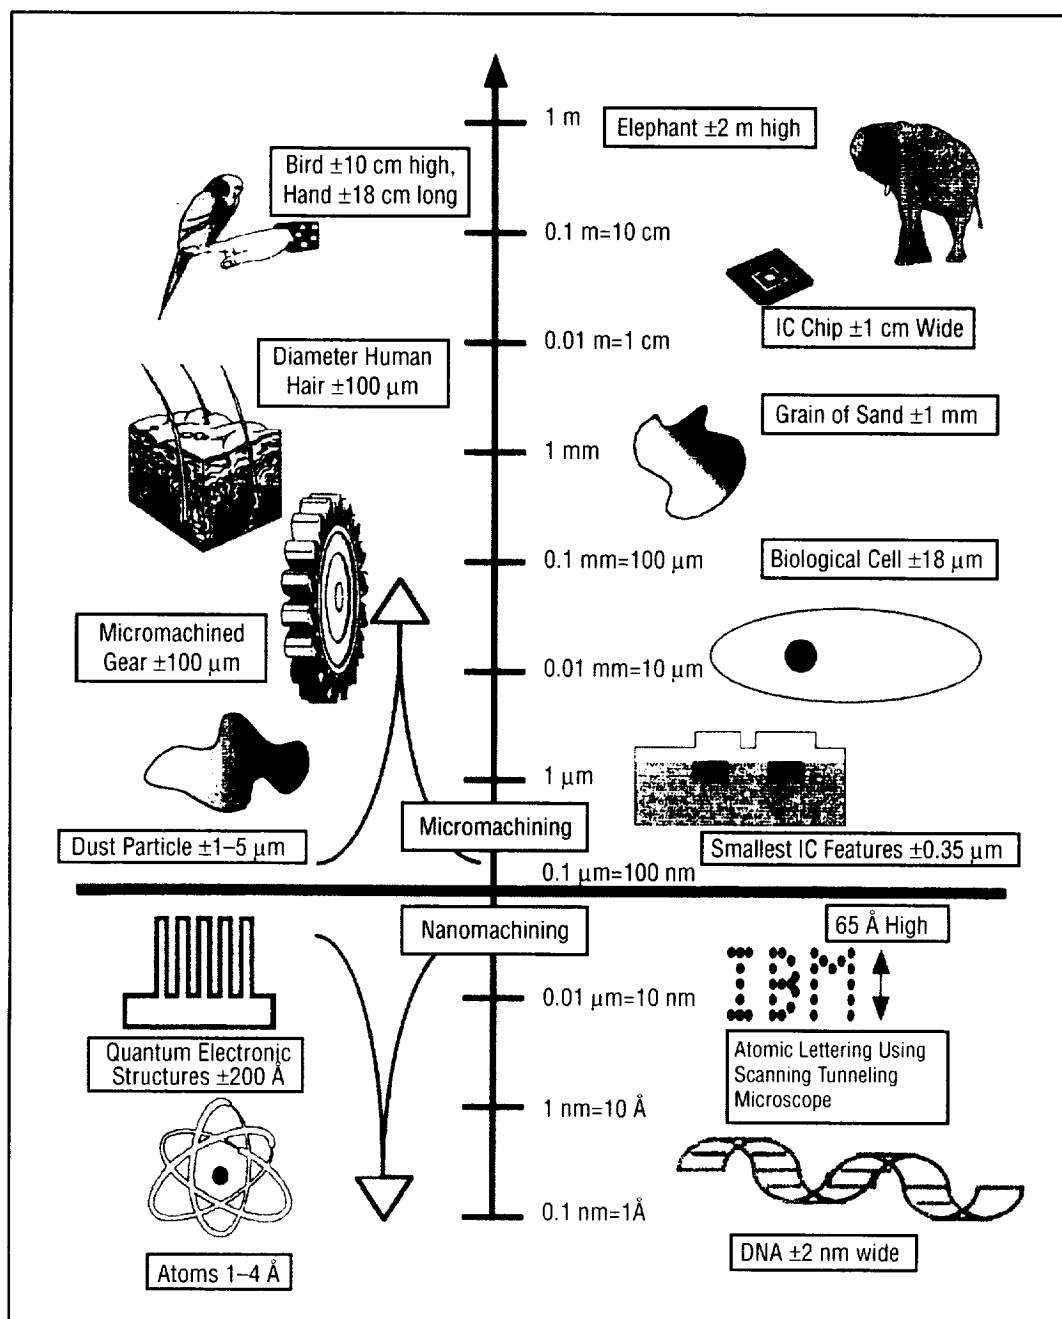 1 m
Elephant ±2 m high
Bird ±10 cm high,
Hand ±18 cm long
0.1 m=10 cm
IC Chip ±1 cm Wide
0.01 m=1 cm
Diameter Human
Hair ±100 µm
Grain of Sand ±1 mm
1 mm
0.1 mm=100 µm
Biological Cell ±18 µm
Micromachined
Gear ±100 µm
0.01 mm=10 µm
1 µm
Micromachining
Dust Particle ±1–5 µm
Smallest IC Features ±0.35 µm
0.1 µm=100 nm
Nanomachining
65 Å High
IBM
0.01 µm=10 nm
Quantum Electronic
Structures ±200 Å
Atomic Lettering Using
Scanning Tunneling
Microscope
1 nm=10 Å
0.1 nm=1Å
DNA ±2 nm wide
Atoms 1–4 Å